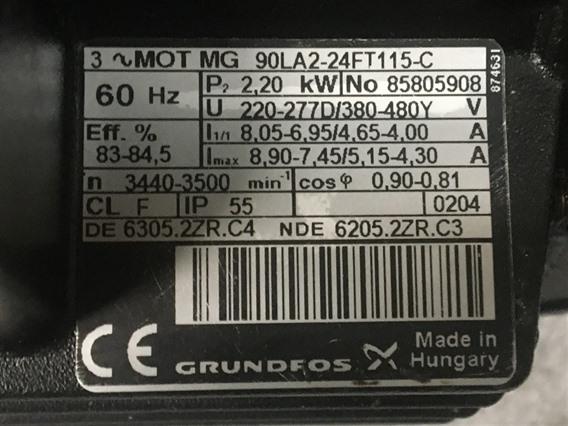 3 ∿MOT MG 90LA2-24FT115-C
60 Hz
P₂ 2,20 kW No 85805908
U 220-277D/380-480Y V
Eff. %
83-84,5
I₁/₁ 8,05-6,95/4,65-4,00 A
Imax 8,90-7,45/5,15-4,30 A
n 3440-3500 min⁻¹ cos φ 0,90-0,81
CL F IP 55 0204
DE 6305.2ZR.C4 NDE 6205.2ZR.C3
874631
CE GRUNDFOS
Made in
Hungary